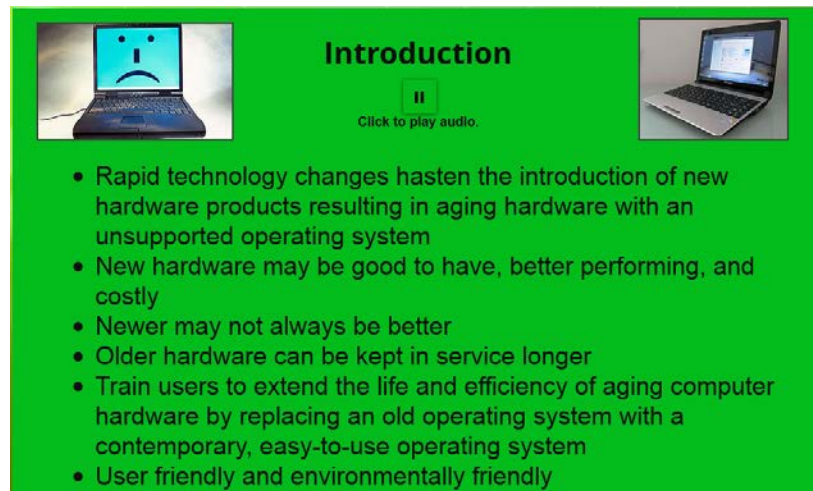 Introduction
Click to play audio.
• Rapid technology changes hasten the introduction of new
hardware products resulting in aging hardware with an
unsupported operating system
• New hardware may be good to have, better performing, and
costly
• Newer may not always be better
• Older hardware can be kept in service longer
• Train users to extend the life and efficiency of aging computer
hardware by replacing an old operating system with a
contemporary, easy-to-use operating system
• User friendly and environmentally friendly